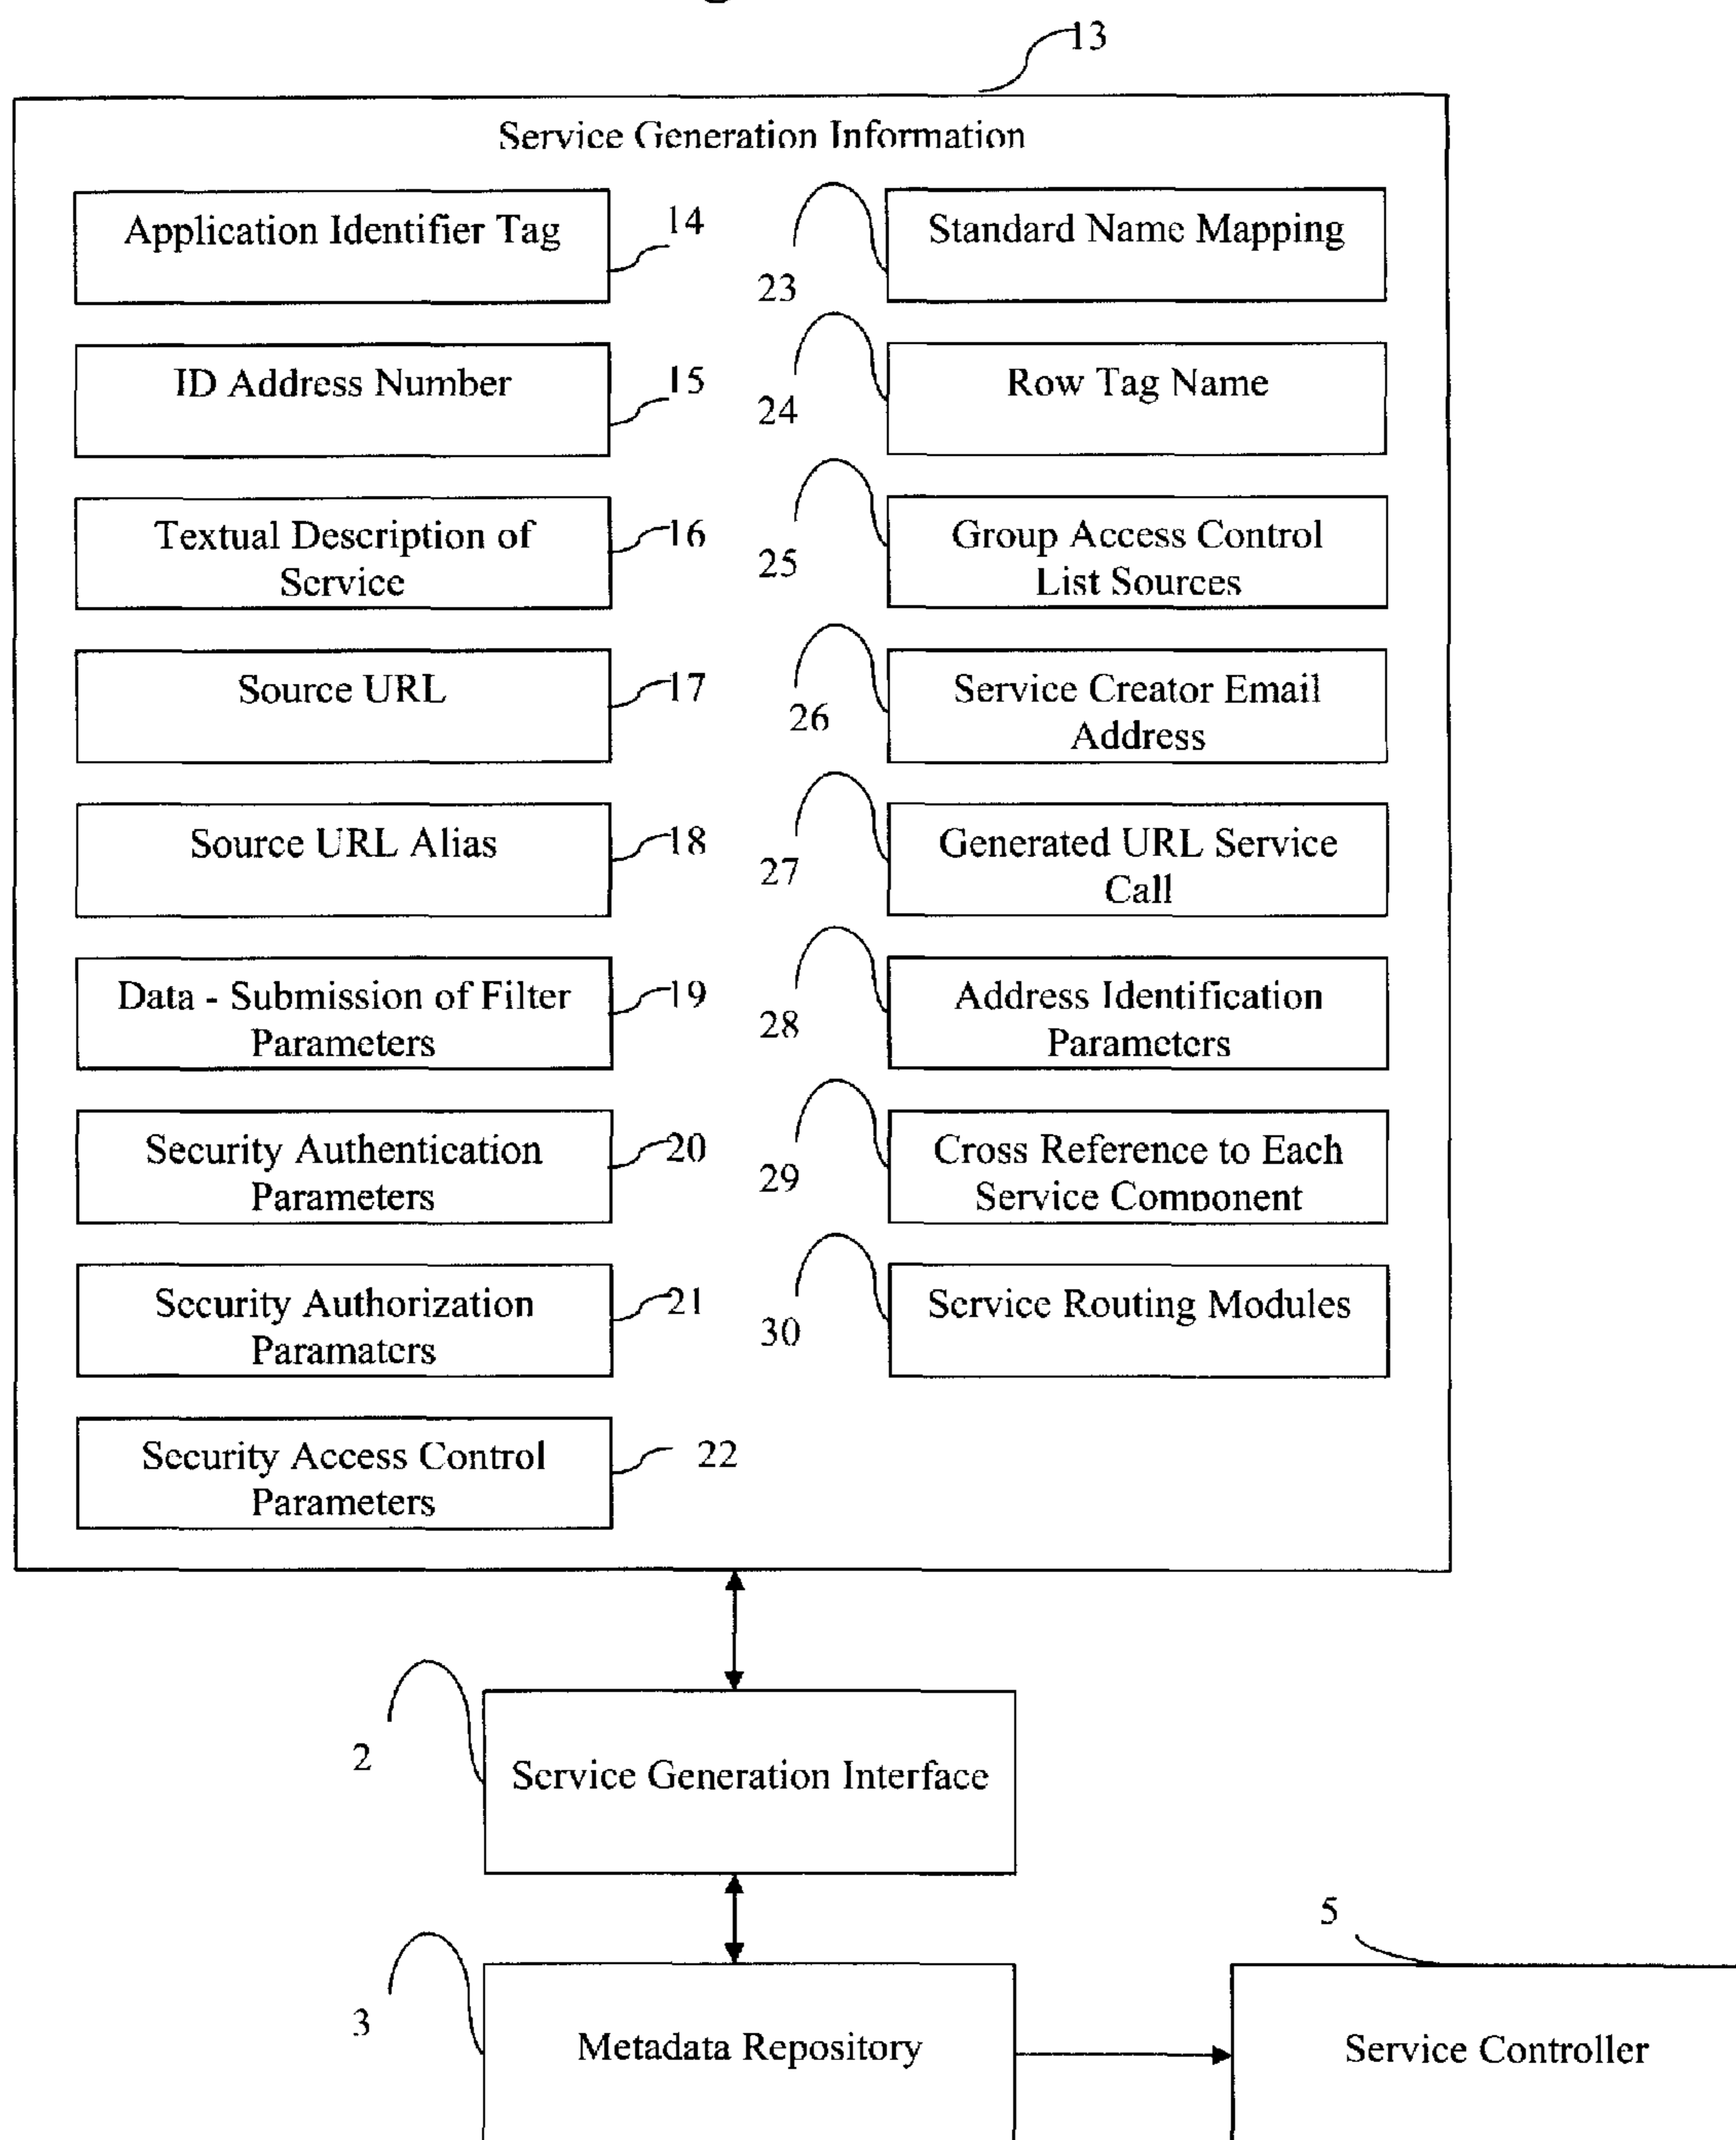 13
Service Generation Information
Application Identifier Tag
14
ID Address Number
15
Textual Description of
Service
16
Source URL
17
Source URL Alias
18
Data - Submission of Filter
Parameters
19
Security Authentication
Parameters
20
Security Authorization
Paramaters
21
Security Access Control
Parameters
22
Standard Name Mapping
23
Row Tag Name
24
Group Access Control
List Sources
25
Service Creator Email
Address
26
Generated URL Service
Call
27
Address Identification
Parameters
28
Cross Reference to Each
Service Component
29
Service Routing Modules
30
2
Service Generation Interface
3
Metadata Repository
5
Service Controller